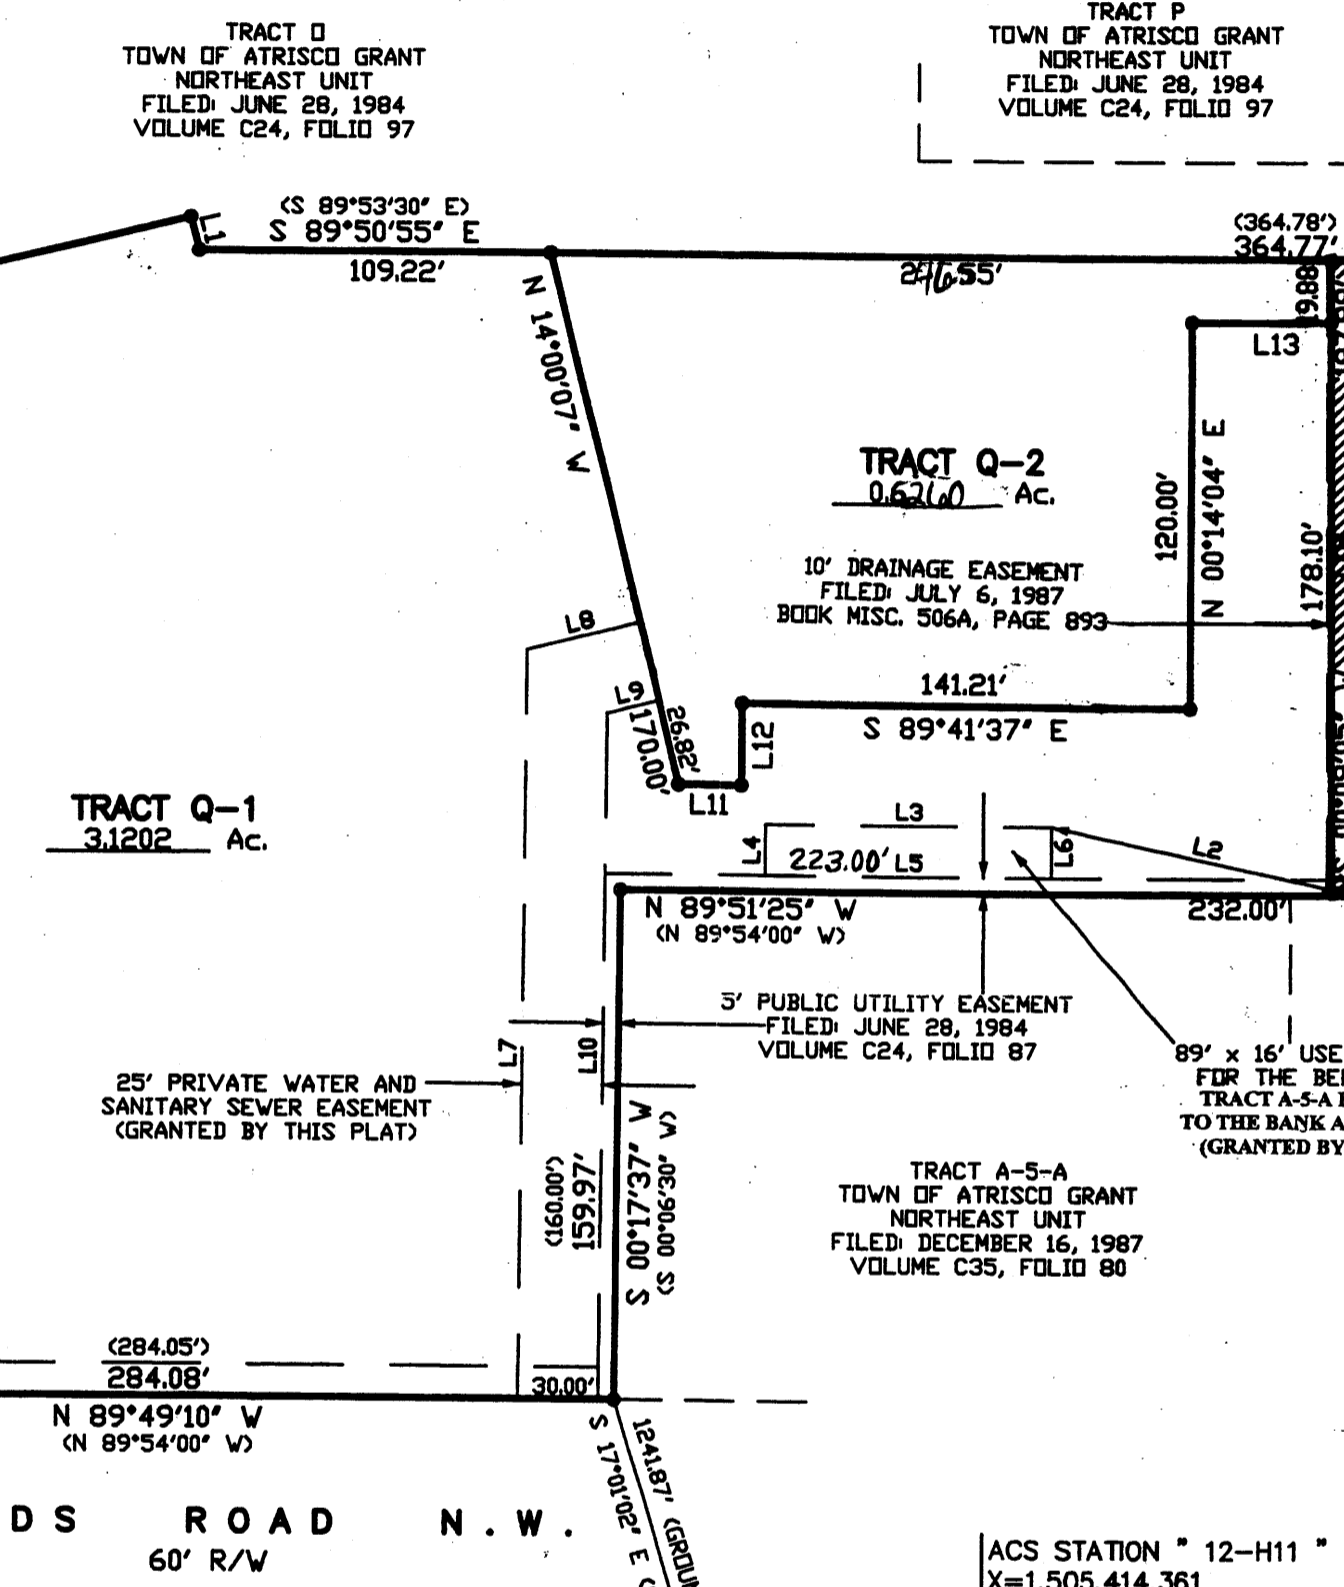 TRACT O
TOWN OF ATRISCO GRANT
NORTHEAST UNIT
FILED: JUNE 28, 1984
VOLUME C24, FOLIO 97
TRACT P
TOWN OF ATRISCO GRANT
NORTHEAST UNIT
FILED: JUNE 28, 1984
VOLUME C24, FOLIO 97
L1
(S 89°53'30" E)
S 89°50'55" E
109.22'
(364.78')
364.77'
N 14°00'07" W
L13
TRACT Q-2
0.6260 Ac.
120.00'
N 00°14'04" E
178.10'
10' DRAINAGE EASEMENT
FILED: JULY 6, 1987
BOOK MISC. 506A, PAGE 893
L8
L9
170.00'
26.82'
141.21'
S 89°41'37" E
L12
L11
TRACT Q-1
3.1202 Ac.
L3
L4
L6
L2
223.00' L5
N 89°51'25" W
(N 89°54'00" W)
232.00'
5' PUBLIC UTILITY EASEMENT
FILED: JUNE 28, 1984
VOLUME C24, FOLIO 87
L7
L10
25' PRIVATE WATER AND
SANITARY SEWER EASEMENT
(GRANTED BY THIS PLAT)
89' x 16' USE
FOR THE
TRACT A-5-A
TO THE BANK
(GRANTED BY
(160.00')
159.97'
S 00°17'37" W
(S 00°06'30" W)
TRACT A-5-A
TOWN OF ATRISCO GRANT
NORTHEAST UNIT
FILED: DECEMBER 16, 1987
VOLUME C35, FOLIO 80
(284.05')
284.08'
30.00'
N 89°49'10" W
(N 89°54'00" W)
S 17°01'02" E
1241.87'
DS ROAD N.W.
60' R/W
ACS STATION " 12-H11 "
X=1,505,414.361